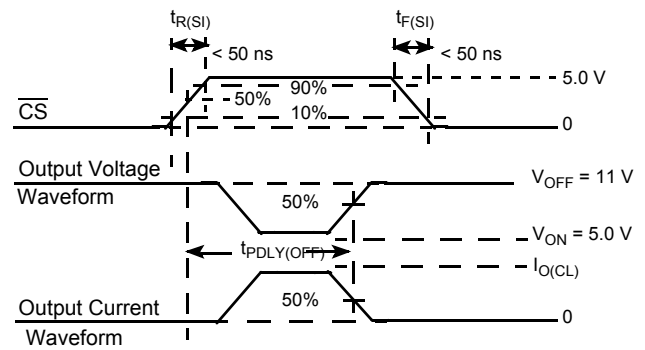 tR(SI)
tF(SI)
< 50 ns
< 50 ns
90%
5.0 V
50%
CS
10%
0
Output Voltage
Waveform
VOFF = 11 V
50%
VON = 5.0 V
tPDLY(OFF)
IO(CL)
Output Current
50%
0
Waveform